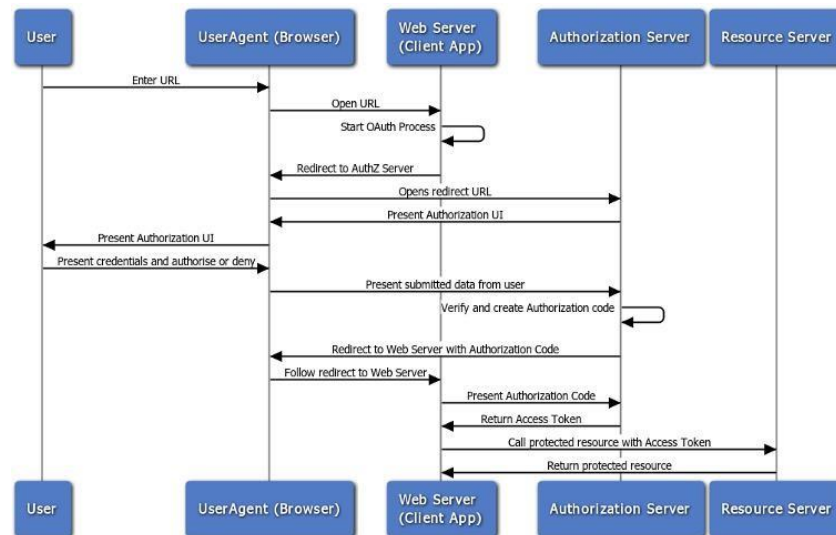 User
UserAgent (Browser)
Web Server
(Client App)
Authorization Server
Resource Server
Enter URL
Open URL
Start OAuth Process
Redirect to AuthZ Server
Opens redirect URL
Present Authorization UI
Present Authorization UI
Present credentials and authorise or deny
Present submitted data from user
Verify and create Authorization code
Redirect to Web Server with Authorization Code
Follow redirect to Web Server
Present Authorization Code
Return Access Token
Call protected resource with Access Token
Return protected resource
User
UserAgent (Browser)
Web Server
(Client App)
Authorization Server
Resource Server